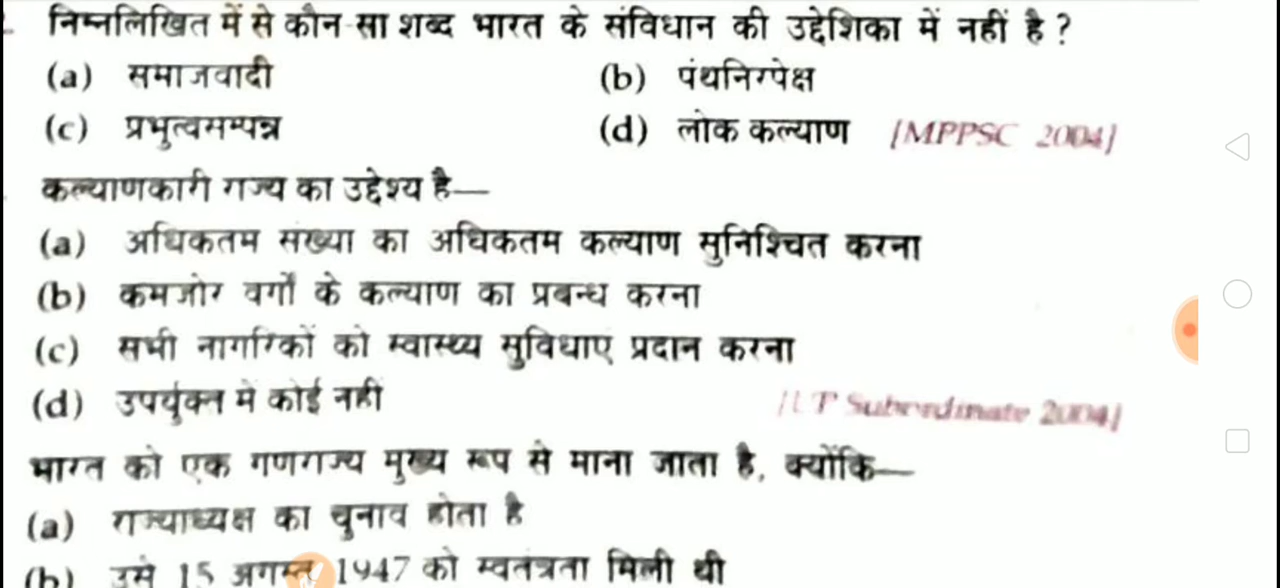 निम्नलिखित में से कौन-सा शब्द भारत के संविधान की उद्देशिका में नहीं है ?
(a) समाजवादी (b) पंथनिरपेक्ष
(c) प्रभुत्वसम्पन्न (d) लोक कल्याण [MPPSC 2004]
कल्याणकारी राज्य का उद्देश्य है—
(a) अधिकतम संख्या का अधिकतम कल्याण सुनिश्चित करना
(b) कमजोर वर्गों के कल्याण का प्रबन्ध करना
(c) सभी नागरिकों को स्वास्थ्य सुविधाएं प्रदान करना
(d) उपर्युक्त में कोई नहीं Subordinate 2004]
भारत को एक गणराज्य मुख्य रूप से माना जाता है, क्योंकि—
(a) राज्याध्यक्ष का चुनाव होता है
(b) उसे 15 अगस्त 1947 को स्वतंत्रता मिली थी